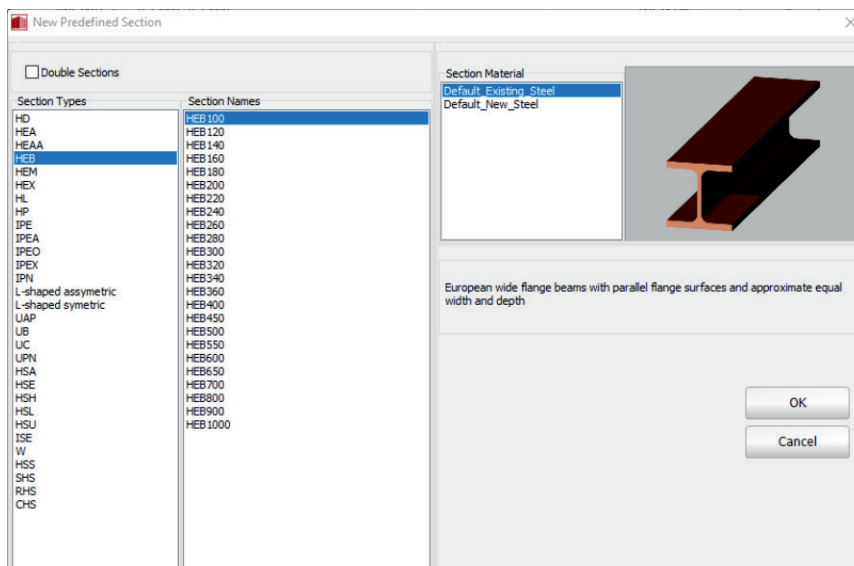 New Predefined Section
Double Sections
Section Types
HD
HEA
HEAA
HEB
HEM
HEX
HL
HP
IPE
IPEA
IPEO
IPEX
IPN
L-shaped assymetric
L-shaped symetric
UAP
UB
UC
UPN
HSA
HSE
HSH
HSL
HSU
ISE
W
HSS
SHS
RHS
CHS
Section Names
HEB100
HEB120
HEB140
HEB160
HEB180
HEB200
HEB220
HEB240
HEB260
HEB280
HEB300
HEB320
HEB340
HEB360
HEB400
HEB450
HEB500
HEB550
HEB600
HEB650
HEB700
HEB800
HEB900
HEB1000
Section Material
Default_Existing_Steel
Default_New_Steel
European wide flange beams with parallel flange surfaces and approximate equal
width and depth
OK
Cancel